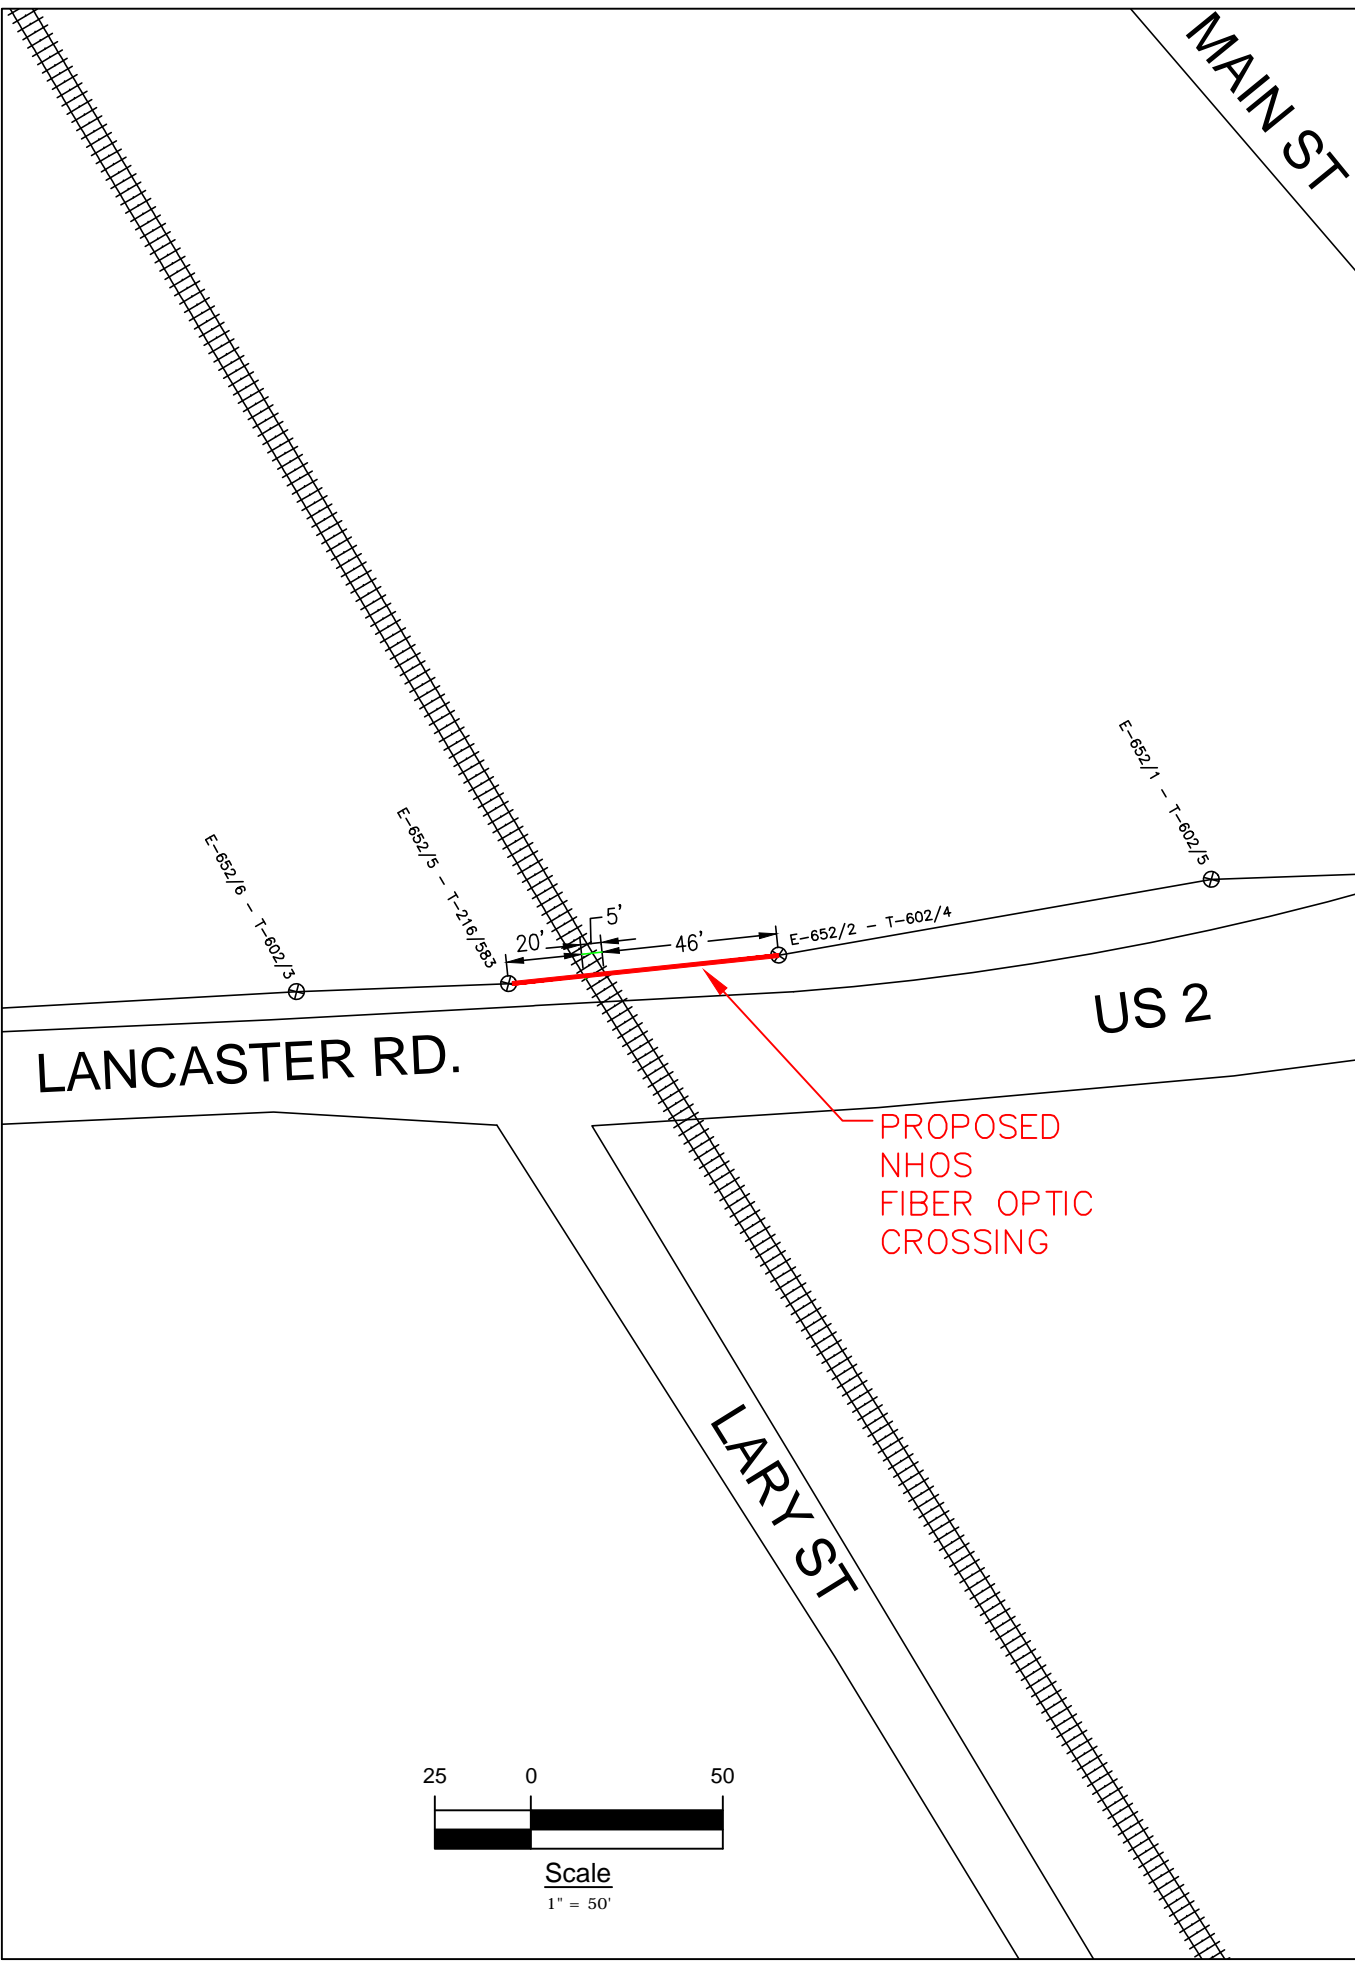 MAIN ST
E-652/1 - T-602/5
E-652/6 - T-602/3
E-652/5 - T-216/583
20'
5'
46'
E-652/2 - T-602/4
US 2
LANCASTER RD.
PROPOSED
NHOS
FIBER OPTIC
CROSSING
LARY ST
25 0 50
Scale
1" = 50'